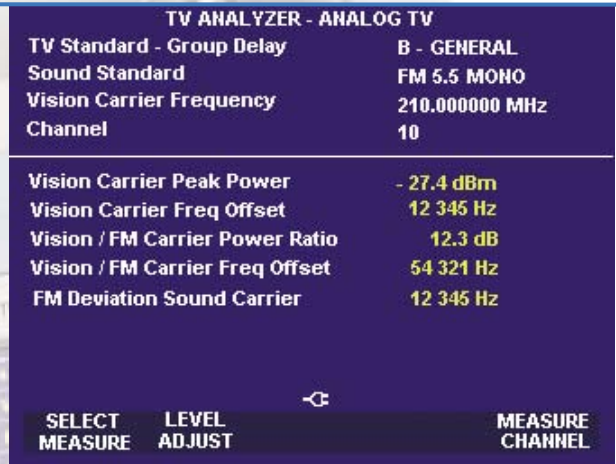 TV ANALYZER - ANALOG TV
TV Standard - Group Delay B - GENERAL
Sound Standard FM 5.5 MONO
Vision Carrier Frequency 210.000000 MHz
Channel 10
Vision Carrier Peak Power - 27.4 dBm
Vision Carrier Freq Offset 12 345 Hz
Vision / FM Carrier Power Ratio 12.3 dB
Vision / FM Carrier Freq Offset 54 321 Hz
FM Deviation Sound Carrier 12 345 Hz
SELECT LEVEL MEASURE
MEASURE ADJUST CHANNEL